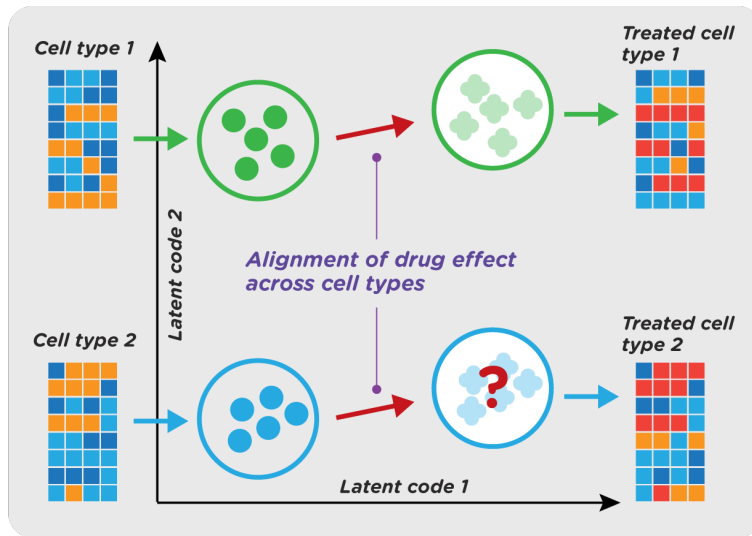 Cell type 1
Treated cell
type 1
Latent code 2
Alignment of drug effect
across cell types
Cell type 2
?
Treated cell
type 2
Latent code 1